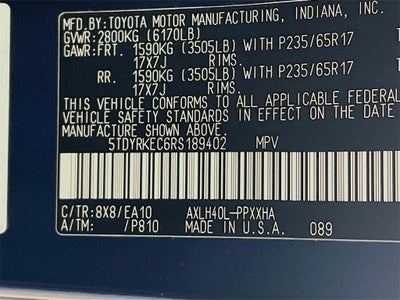 MFD.BY:TOYOTA MOTOR MANUFACTURING, INDIANA, INC.
GVWR:2800KG (6170LB)
GAWR:FRT. 1590KG (3505LB) WITH P235/65R17
17X7J RIMS.
RR. 1590KG (3505LB) WITH P235/65R17
17X7J RIMS.
THIS VEHICLE CONFORMS TO ALL APPLICABLE FEDERAL
VEHICLE SAFETY STANDARDS IN EFFECT ON THE DATE
MANUFACTURE SHOWN ABOVE.
5TDYRKEC6RS189402 MPV
C/TR:8X8/EA10 AXLH40L-PPXXHA
A/TM: /P810 MADE IN U.S.A. 089